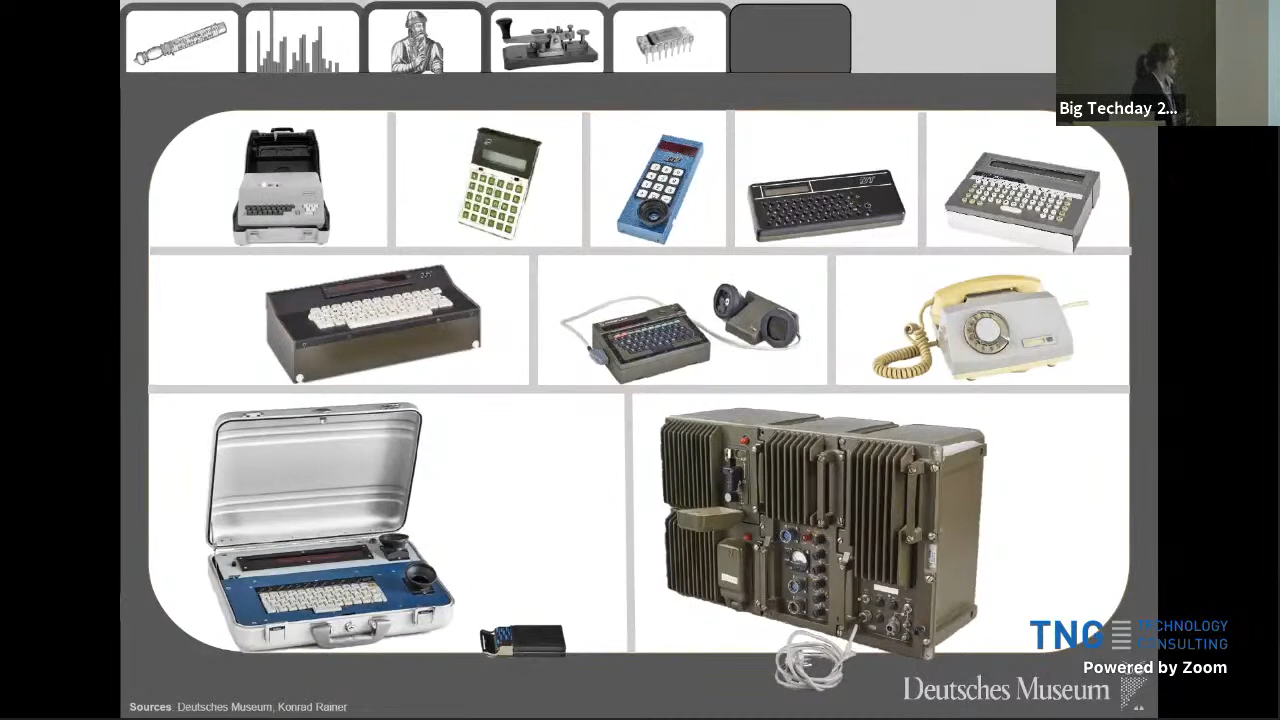 Big Techday 2...
TNG TECHNOLOGY
CONSULTING
Powered by Zoom
Deutsches Museum
Sources: Deutsches Museum, Konrad Rainer